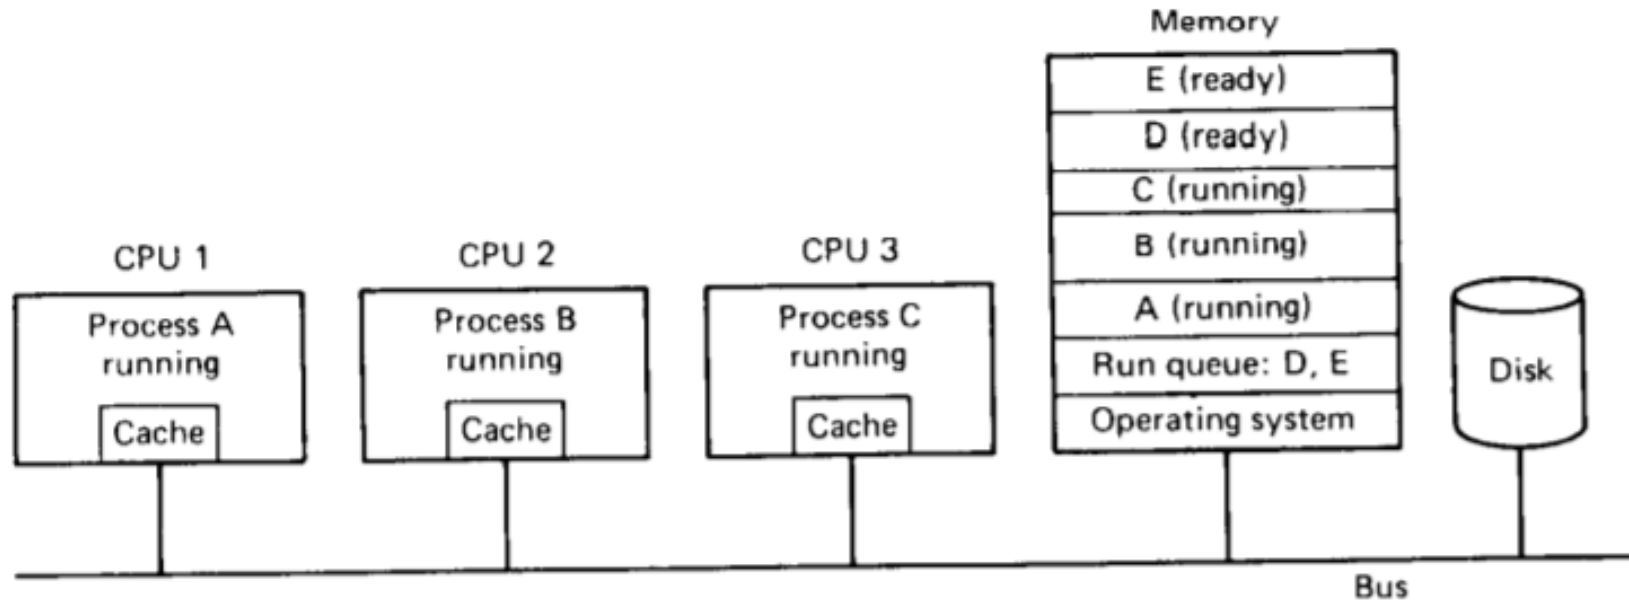 CPU 1
Process A
running
Cache
CPU 2
Process B
running
Cache
CPU 3
Process C
running
Cache
Memory
E (ready)
D (ready)
C (running)
B (running)
A (running)
Run queue: D, E
Operating system
Disk
Bus